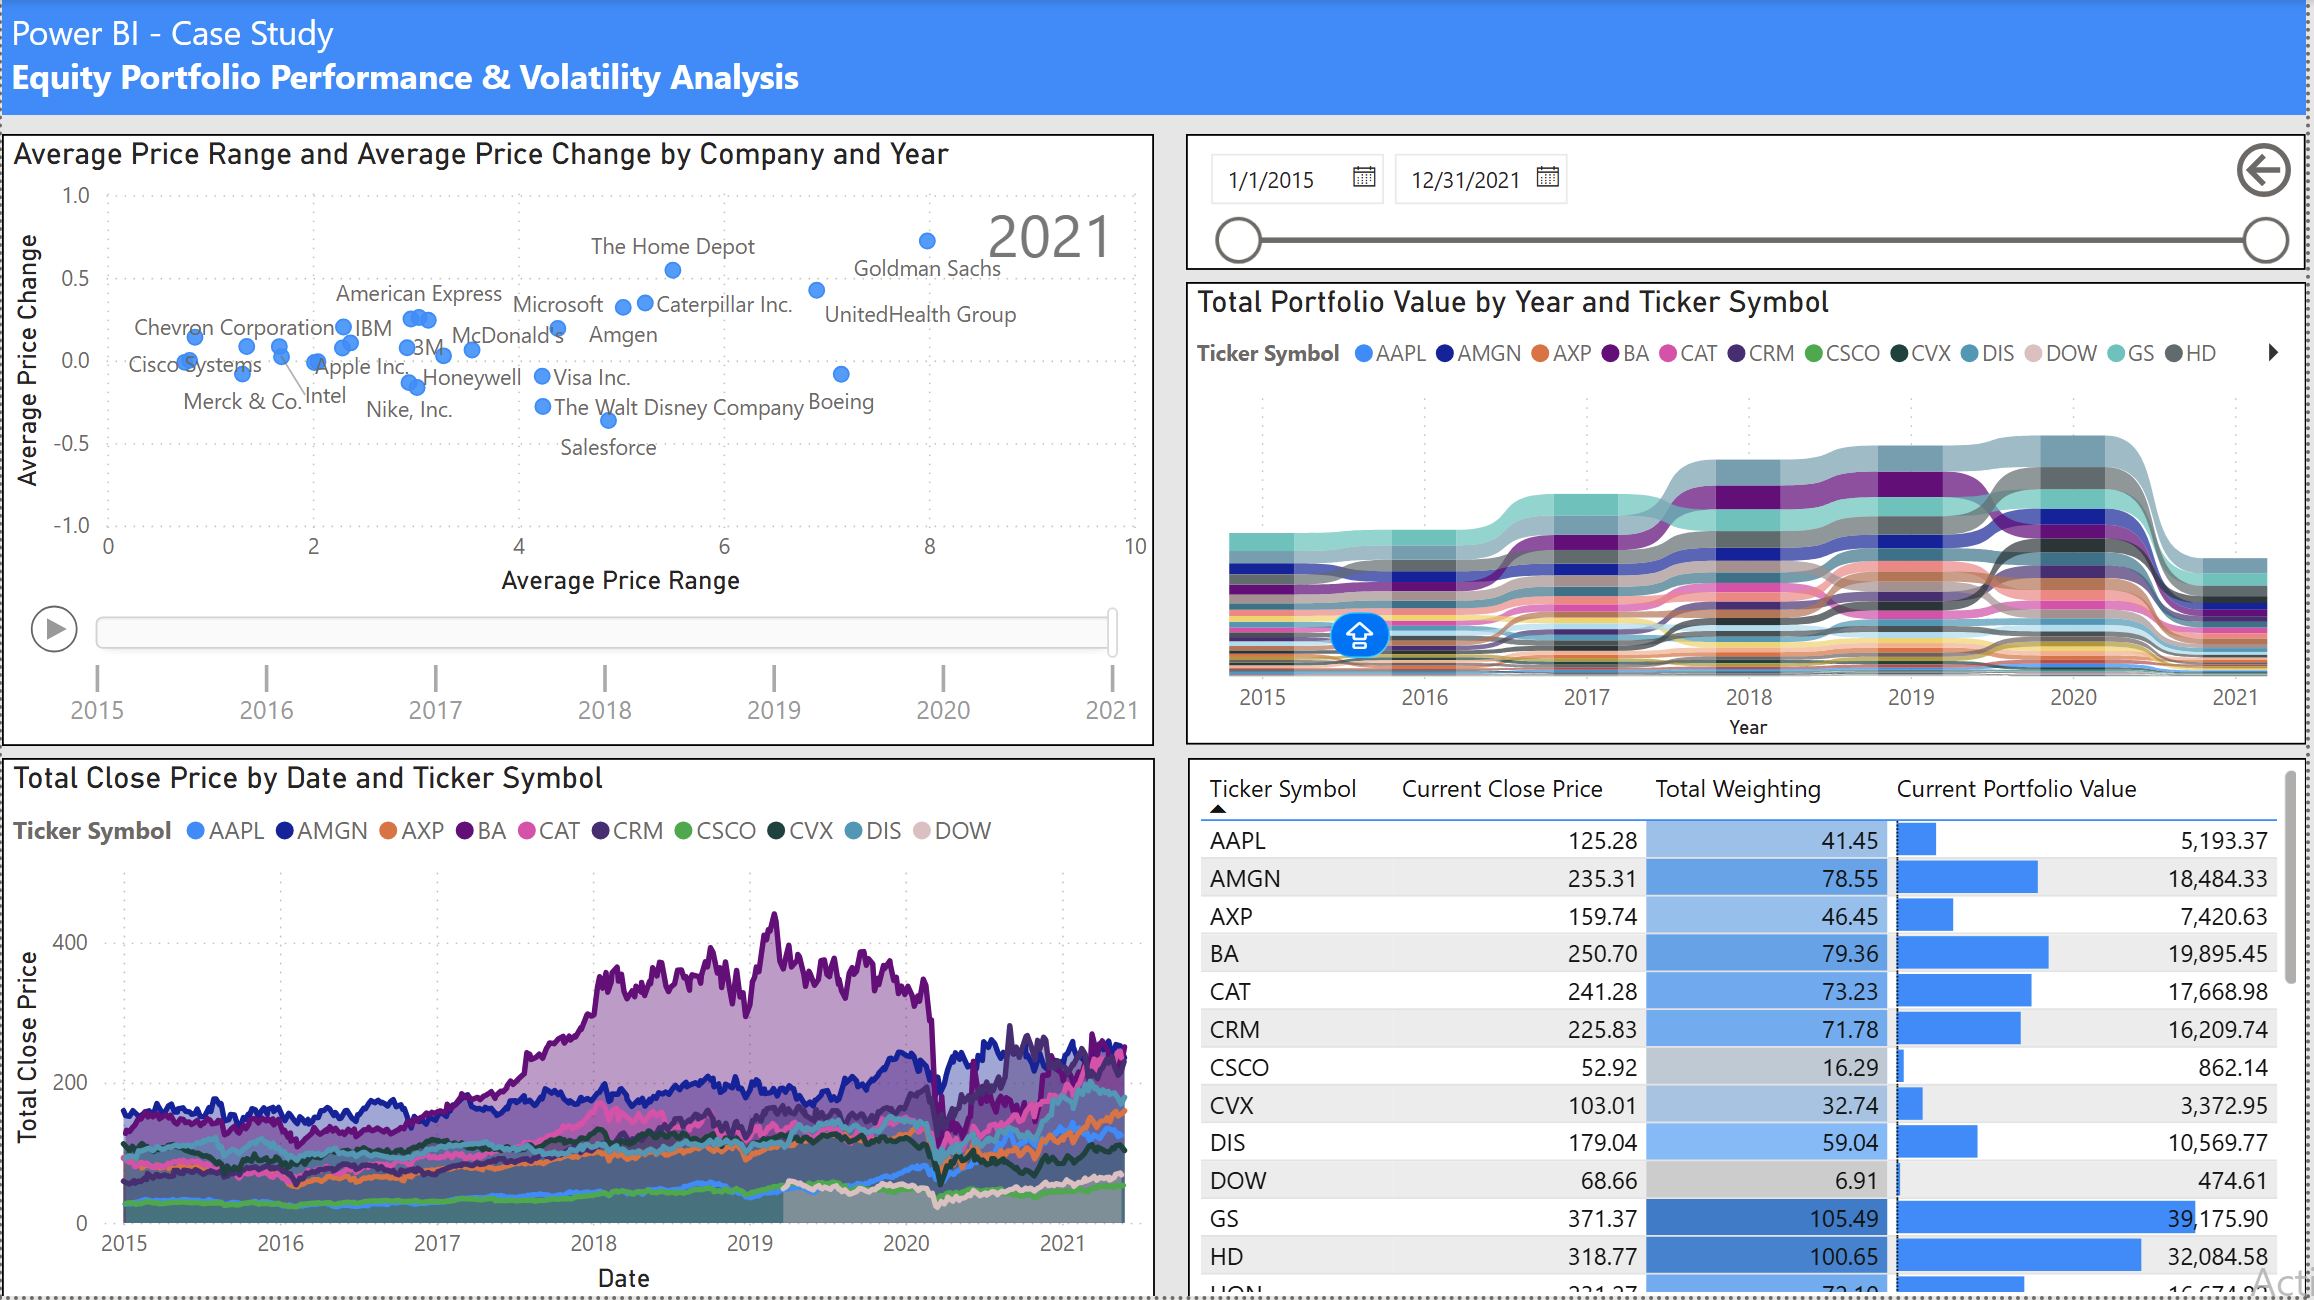 Power BI - Case Study
Equity Portfolio Performance & Volatility Analysis
Average Price Range and Average Price Change by Company and Year
Average Price Change
1.0
0.5
0.0
-0.5
-1.0
2021
The Home Depot
Goldman Sachs
American Express
Microsoft
Caterpillar Inc.
UnitedHealth Group
Chevron Corporation
IBM
McDonald's
Amgen
3M
Cisco Systems
Apple Inc.
Honeywell
Visa Inc.
Merck & Co.
Intel
Nike, Inc.
The Walt Disney Company
Boeing
Salesforce
0 2 4 6 8 10
Average Price Range
2015 2016 2017 2018 2019 2020 2021
1/1/2015 12/31/2021
Total Portfolio Value by Year and Ticker Symbol
Ticker Symbol AAPL AMGN AXP BA CAT CRM CSCO CVX DIS DOW GS HD
2015 2016 2017 2018 2019 2020 2021
Year
Total Close Price by Date and Ticker Symbol
Ticker Symbol AAPL AMGN AXP BA CAT CRM CSCO CVX DIS DOW
Total Close Price
400
200
0
2015 2016 2017 2018 2019 2020 2021
Date
Ticker Symbol Current Close Price Total Weighting Current Portfolio Value
AAPL 125.28 41.45 5,193.37
AMGN 235.31 78.55 18,484.33
AXP 159.74 46.45 7,420.63
BA 250.70 79.36 19,895.45
CAT 241.28 73.23 17,668.98
CRM 225.83 71.78 16,209.74
CSCO 52.92 16.29 862.14
CVX 103.01 32.74 3,372.95
DIS 179.04 59.04 10,569.77
DOW 68.66 6.91 474.61
GS 371.37 105.49 39,175.90
HD 318.77 100.65 32,084.58
HON 231.27
Acti